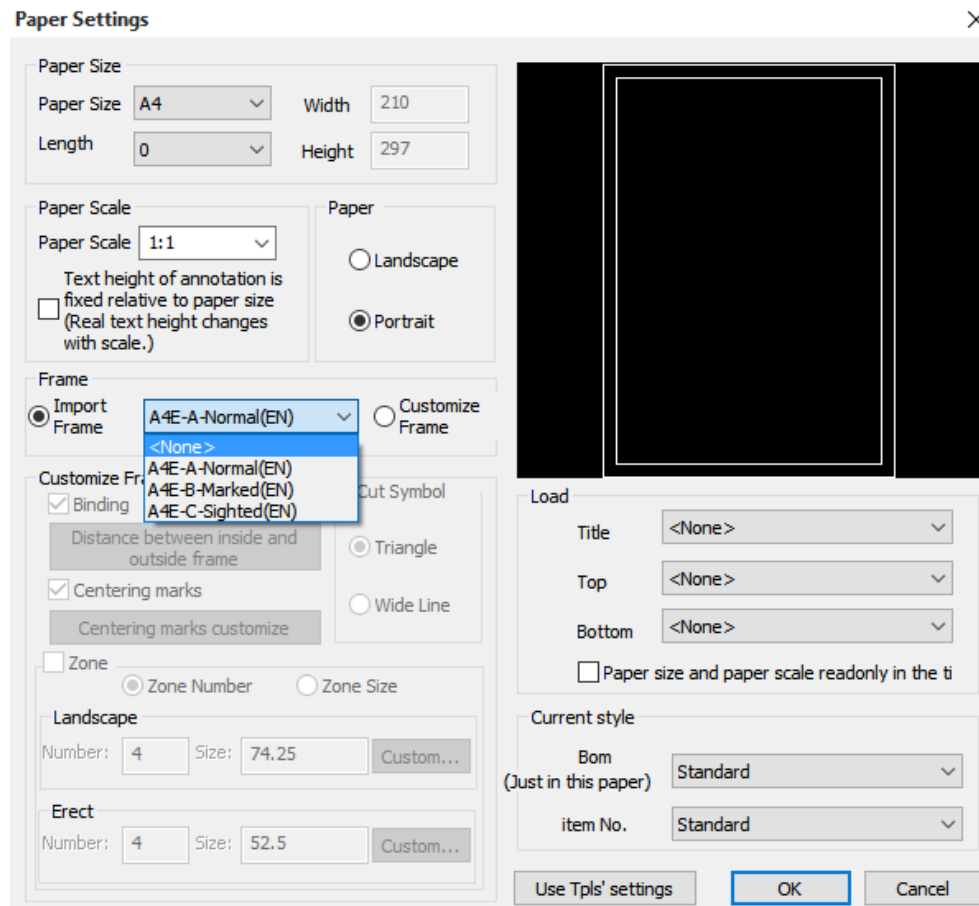 Paper Settings
Paper Size
Paper Size A4 Width 210
Length 0 Height 297
Paper Scale
Paper Scale 1:1
Text height of annotation is
fixed relative to paper size
(Real text height changes
with scale.)
Paper
Landscape
Portrait
Frame
Import
Frame
A4E-A-Normal(EN)
Customize
Frame
<None>
A4E-A-Normal(EN)
A4E-B-Marked(EN)
A4E-C-Sighted(EN)
Customize Fr
Binding
Distance between inside and
outside frame
Centering marks
Centering marks customize
Cut Symbol
Triangle
Wide Line
Zone
Zone Number Zone Size
Landscape
Number: 4 Size: 74.25 Custom...
Erect
Number: 4 Size: 52.5 Custom...
Load
Title <None>
Top <None>
Bottom <None>
Paper size and paper scale readonly in the ti
Current style
Bom
(Just in this paper)
Standard
item No. Standard
Use Tpls' settings OK Cancel